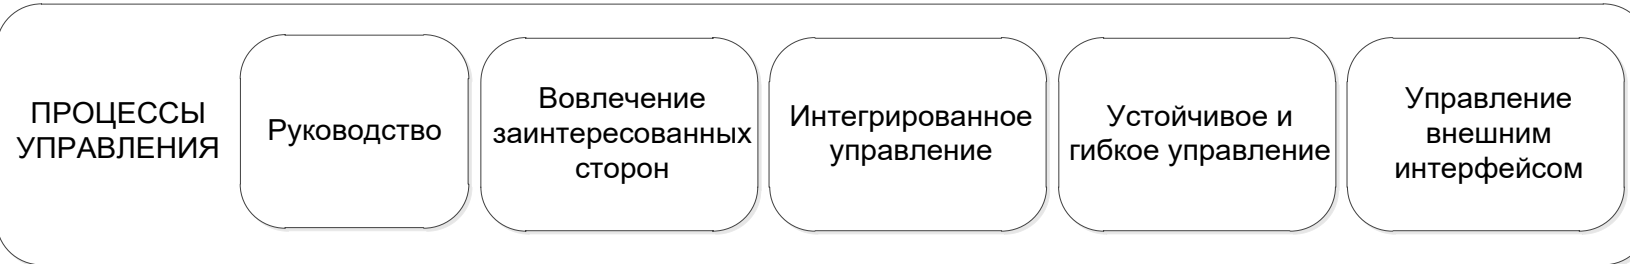 ПРОЦЕССЫ
УПРАВЛЕНИЯ
Руководство
Вовлечение
заинтересованных
сторон
Интегрированное
управление
Устойчивое и
гибкое управление
Управление
внешним
интерфейсом